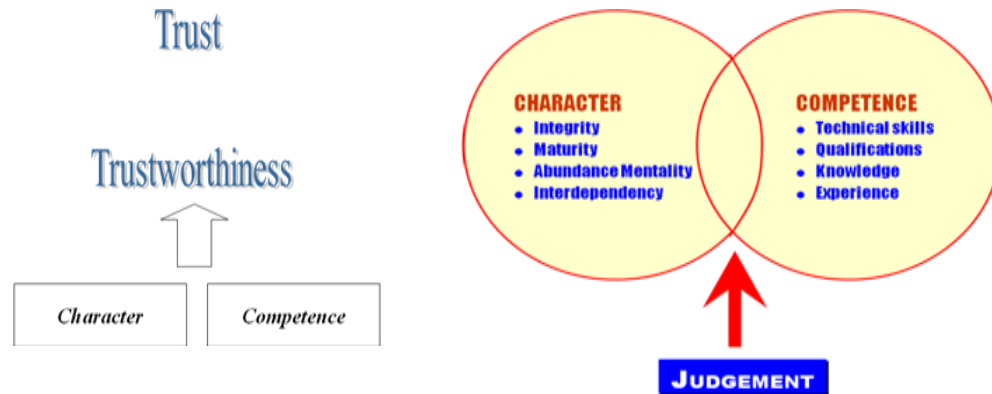 Trust
Trustworthiness
Character
Competence
CHARACTER
• Integrity
• Maturity
• Abundance Mentality
• Interdependency
COMPETENCE
• Technical skills
• Qualifications
• Knowledge
• Experience
JUDGEMENT